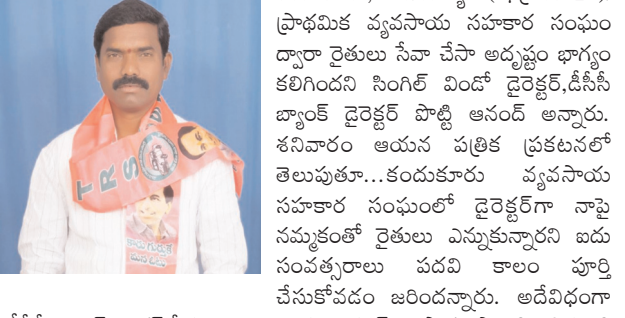 ప్రాథమిక వ్యవసాయ సహకార సంఘం
ద్వారా రైతులు సేవా చేసా అదృష్టం భాగ్యం
కలిగిందని సింగిల్ విండో డైరెక్టర్,డీసీసీ
బ్యాంక్ డైరెక్టర్ పొట్టి ఆనంద్ అన్నారు.
శనివారం ఆయన పత్రిక ప్రకటనలో
తెలుపుతూ...కందుకూరు వ్యవసాయ
సహకార సంఘంలో డైరెక్టర్‌గా నాపై
నమ్మకంతో రైతులు ఎన్నుకున్నారని ఐదు
సంవత్సరాలు పదవి కాలం పూర్తి
చేసుకోవడం జరిందన్నారు. అదేవిధంగా
TRS
కారు గురుకే